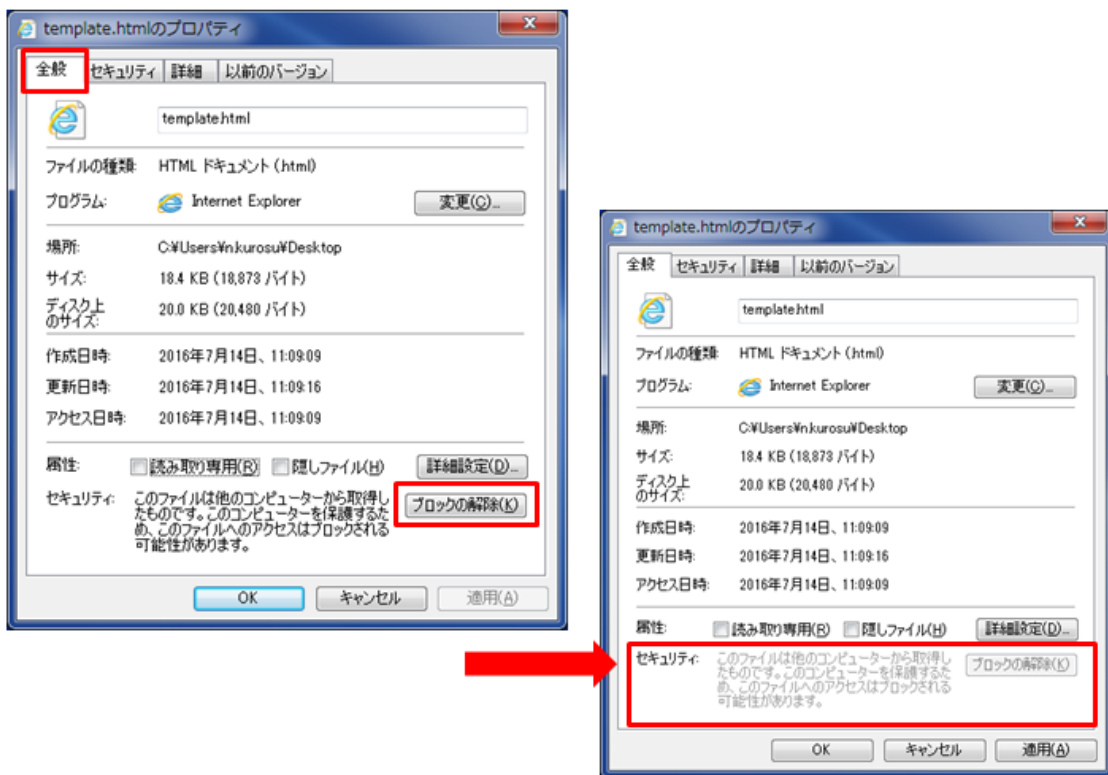 template.htmlのプロパティ
全般 セキュリティ 詳細 以前のバージョン
template.html
ファイルの種類: HTML ドキュメント (.html)
プログラム: Internet Explorer 変更(C)...
場所: C:¥Users¥n.kurosu¥Desktop
サイズ: 18.4 KB (18,873 バイト)
ディスク上
のサイズ: 20.0 KB (20,480 バイト)
作成日時: 2016年7月14日、11:09:09
更新日時: 2016年7月14日、11:09:16
アクセス日時: 2016年7月14日、11:09:09
属性: 読み取り専用(R) 隠しファイル(H) 詳細設定(D)...
セキュリティ: このファイルは他のコンピューターから取得し
たものです。このコンピューターを保護するた
め、このファイルへのアクセスはブロックされる
可能性があります。
ブロックの解除(K)
OK キャンセル 適用(A)
template.htmlのプロパティ
全般 セキュリティ 詳細 以前のバージョン
template.html
ファイルの種類: HTML ドキュメント (.html)
プログラム: Internet Explorer 変更(C)...
場所: C:¥Users¥n.kurosu¥Desktop
サイズ: 18.4 KB (18,873 バイト)
ディスク上
のサイズ: 20.0 KB (20,480 バイト)
作成日時: 2016年7月14日、11:09:09
更新日時: 2016年7月14日、11:09:16
アクセス日時: 2016年7月14日、11:09:09
属性: 読み取り専用(R) 隠しファイル(H) 詳細設定(D)...
セキュリティ: このファイルは他のコンピューターから取得し
たものです。このコンピューターを保護するた
め、このファイルへのアクセスはブロックされる
可能性があります。
ブロックの解除(K)
OK キャンセル 適用(A)